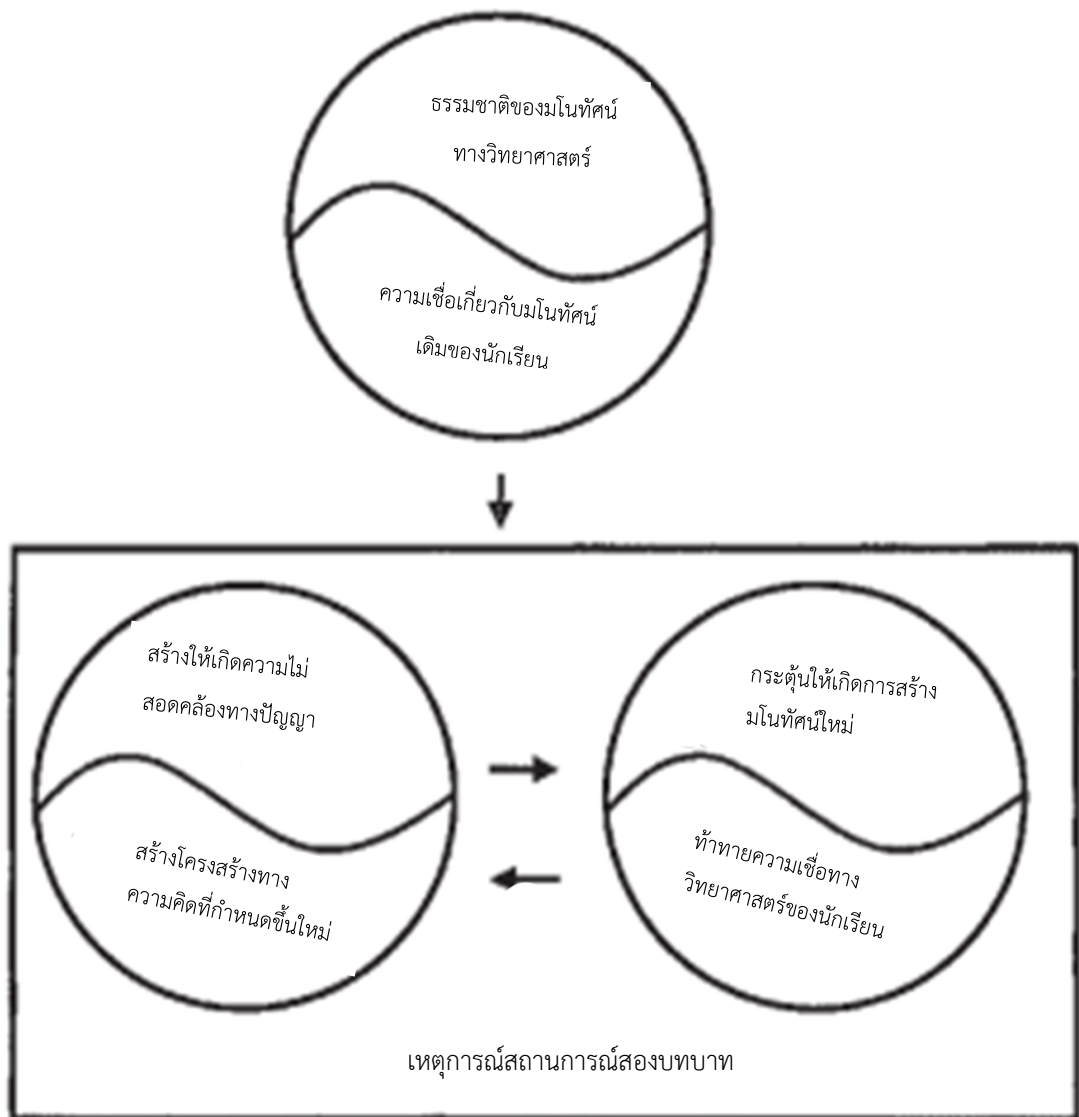 ธรรมชาติของมโนทัศน์
ทางวิทยาศาสตร์
ความเชื่อเกี่ยวกับมโนทัศน์
เดิมของนักเรียน
สร้างให้เกิดความไม่
สอดคล้องทางปัญญา
สร้างโครงสร้างทาง
ความคิดที่กำหนดขึ้นใหม่
กระตุ้นให้เกิดการสร้าง
มโนทัศน์ใหม่
ท้าทายความเชื่อทาง
วิทยาศาสตร์ของนักเรียน
เหตุการณ์สถานการณ์สองบทบาท